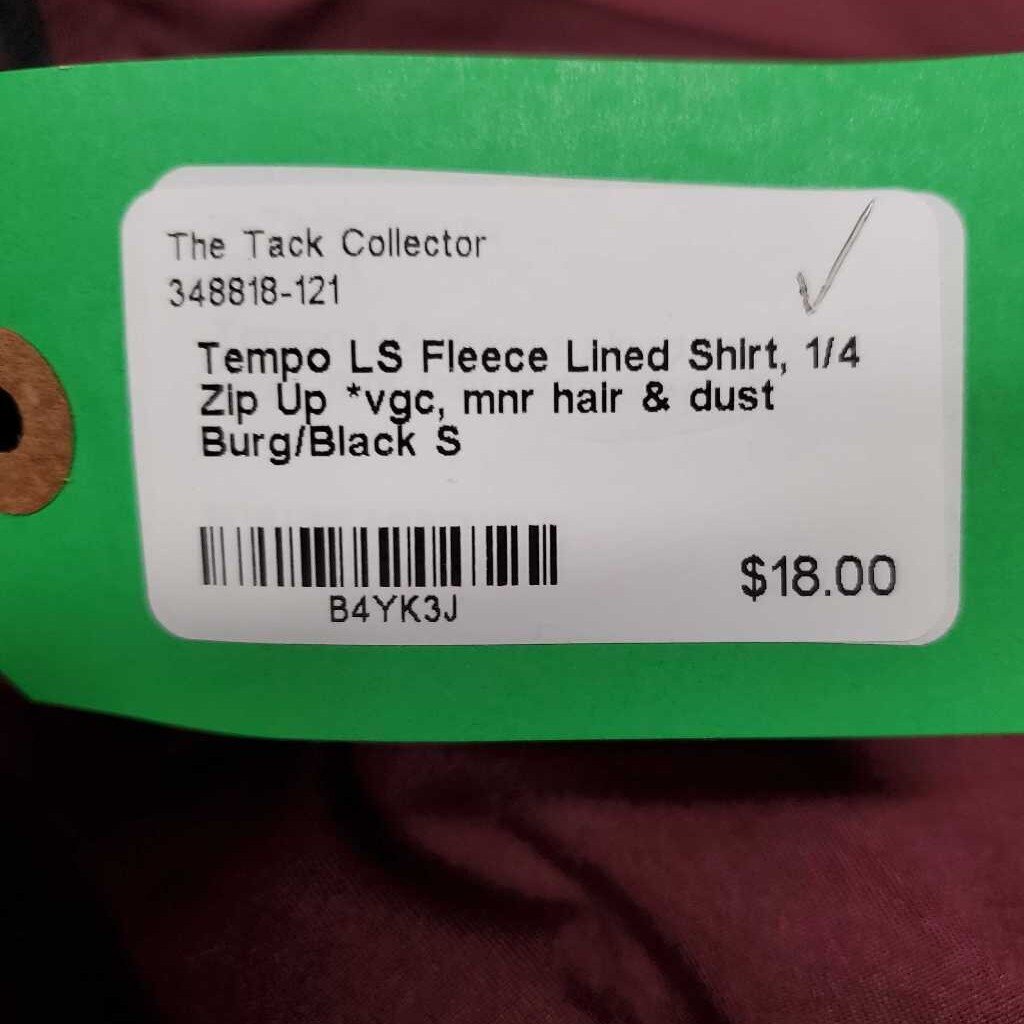 The Tack Collector
348818-121
Tempo LS Fleece Lined Shirt, 1/4
Zip Up *vgc, mnr hair & dust
Burg/Black S
B4YK3J
$18.00